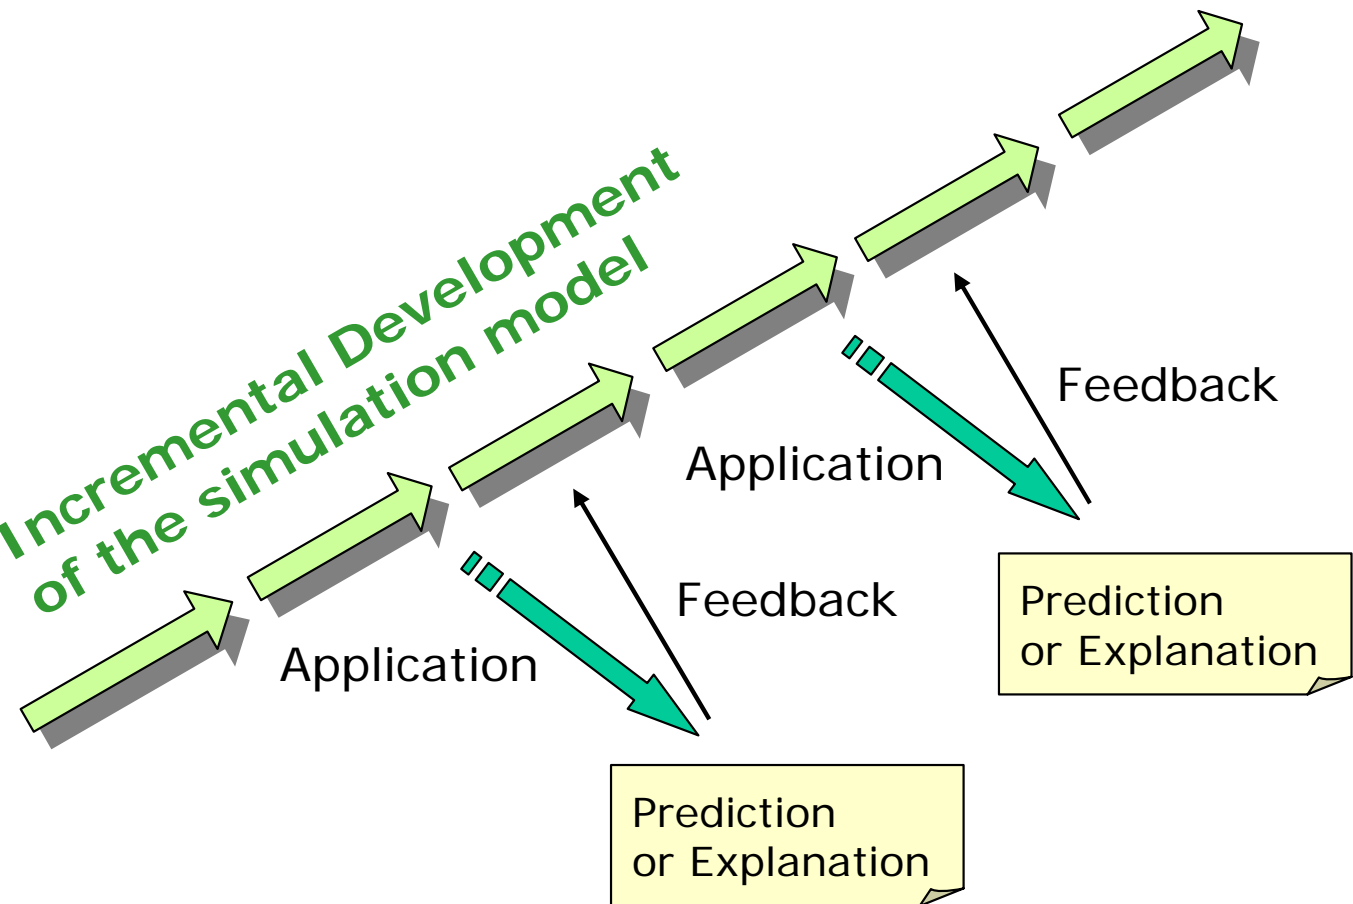 Incremental Development
of the simulation model
Feedback
Application
Prediction
or Explanation
Feedback
Application
Prediction
or Explanation